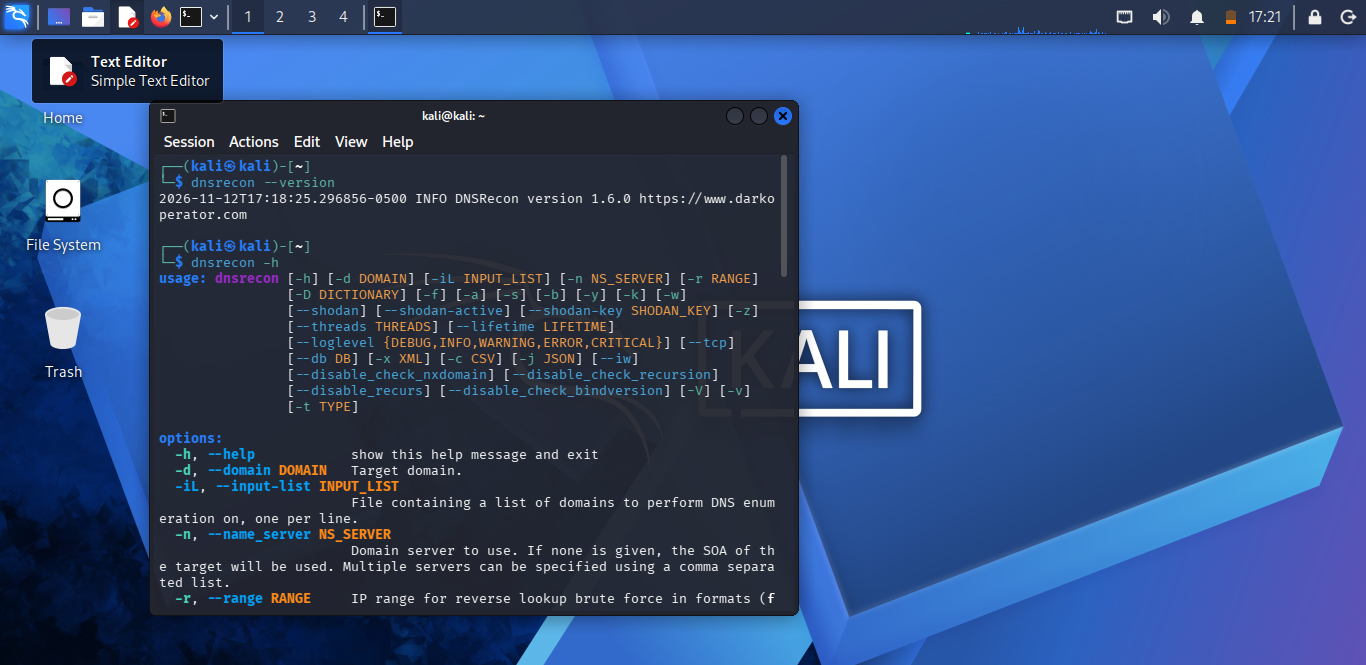 1 2 3 4 17:21
Text Editor
Simple Text Editor
Home
File System
Trash
kali@kali: ~
Session Actions Edit View Help
┌──(kali㉿kali)-[~]
└─$ dnsrecon --version
2026-11-12T17:18:25.296856-0500 INFO DNSRecon version 1.6.0 https://www.darko
perator.com
┌──(kali㉿kali)-[~]
└─$ dnsrecon -h
usage: dnsrecon [-h] [-d DOMAIN] [-iL INPUT_LIST] [-n NS_SERVER] [-r RANGE]
[-D DICTIONARY] [-f] [-a] [-s] [-b] [-y] [-k] [-w]
[--shodan] [--shodan-active] [--shodan-key SHODAN_KEY] [-z]
[--threads THREADS] [--lifetime LIFETIME]
[--loglevel {DEBUG,INFO,WARNING,ERROR,CRITICAL}] [--tcp]
[--db DB] [-x XML] [-c CSV] [-j JSON] [--iw]
[--disable_check_nxdomain] [--disable_check_recursion]
[--disable_recurs] [--disable_check_bindversion] [-V] [-v]
[-t TYPE]
options:
-h, --help show this help message and exit
-d, --domain DOMAIN Target domain.
-iL, --input-list INPUT_LIST
File containing a list of domains to perform DNS enum
eration on, one per line.
-n, --name_server NS_SERVER
Domain server to use. If none is given, the SOA of th
e target will be used. Multiple servers can be specified using a comma separa
ted list.
-r, --range RANGE IP range for reverse lookup brute force in formats (f
KALI